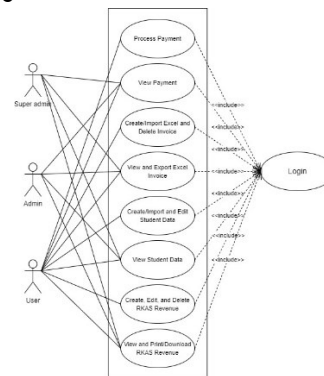 Process Payment
View Payment
Create/Import Excel and
Delete Invoice
View and Export Excel
Invoice
Create/Import and Edit
Student Data
View Student Data
Create, Edit, and Delete
RKAS Revenue
View and Print/Download
RKAS Revenue
Super admin
Admin
User
<<include>>
<<include>>
<<include>>
<<include>>
<<include>>
<<include>>
<<include>>
Login